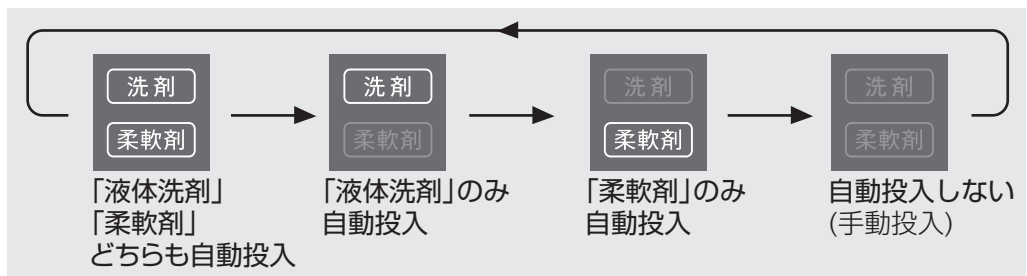 洗剤
柔軟剤
「液体洗剤」
「柔軟剤」
どちらも自動投入
洗剤
柔軟剤
「液体洗剤」のみ
自動投入
洗剤
柔軟剤
「柔軟剤」のみ
自動投入
洗剤
柔軟剤
自動投入しない
(手動投入)